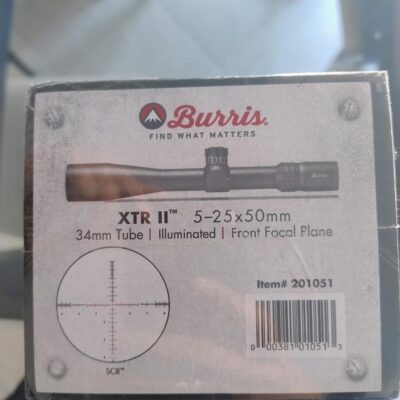 Burris.
FIND WHAT MATTERS
XTR II™ 5-25x50mm
34mm Tube | Illuminated | Front Focal Plane
Item# 201051
0 00381 01051 3
SCR™